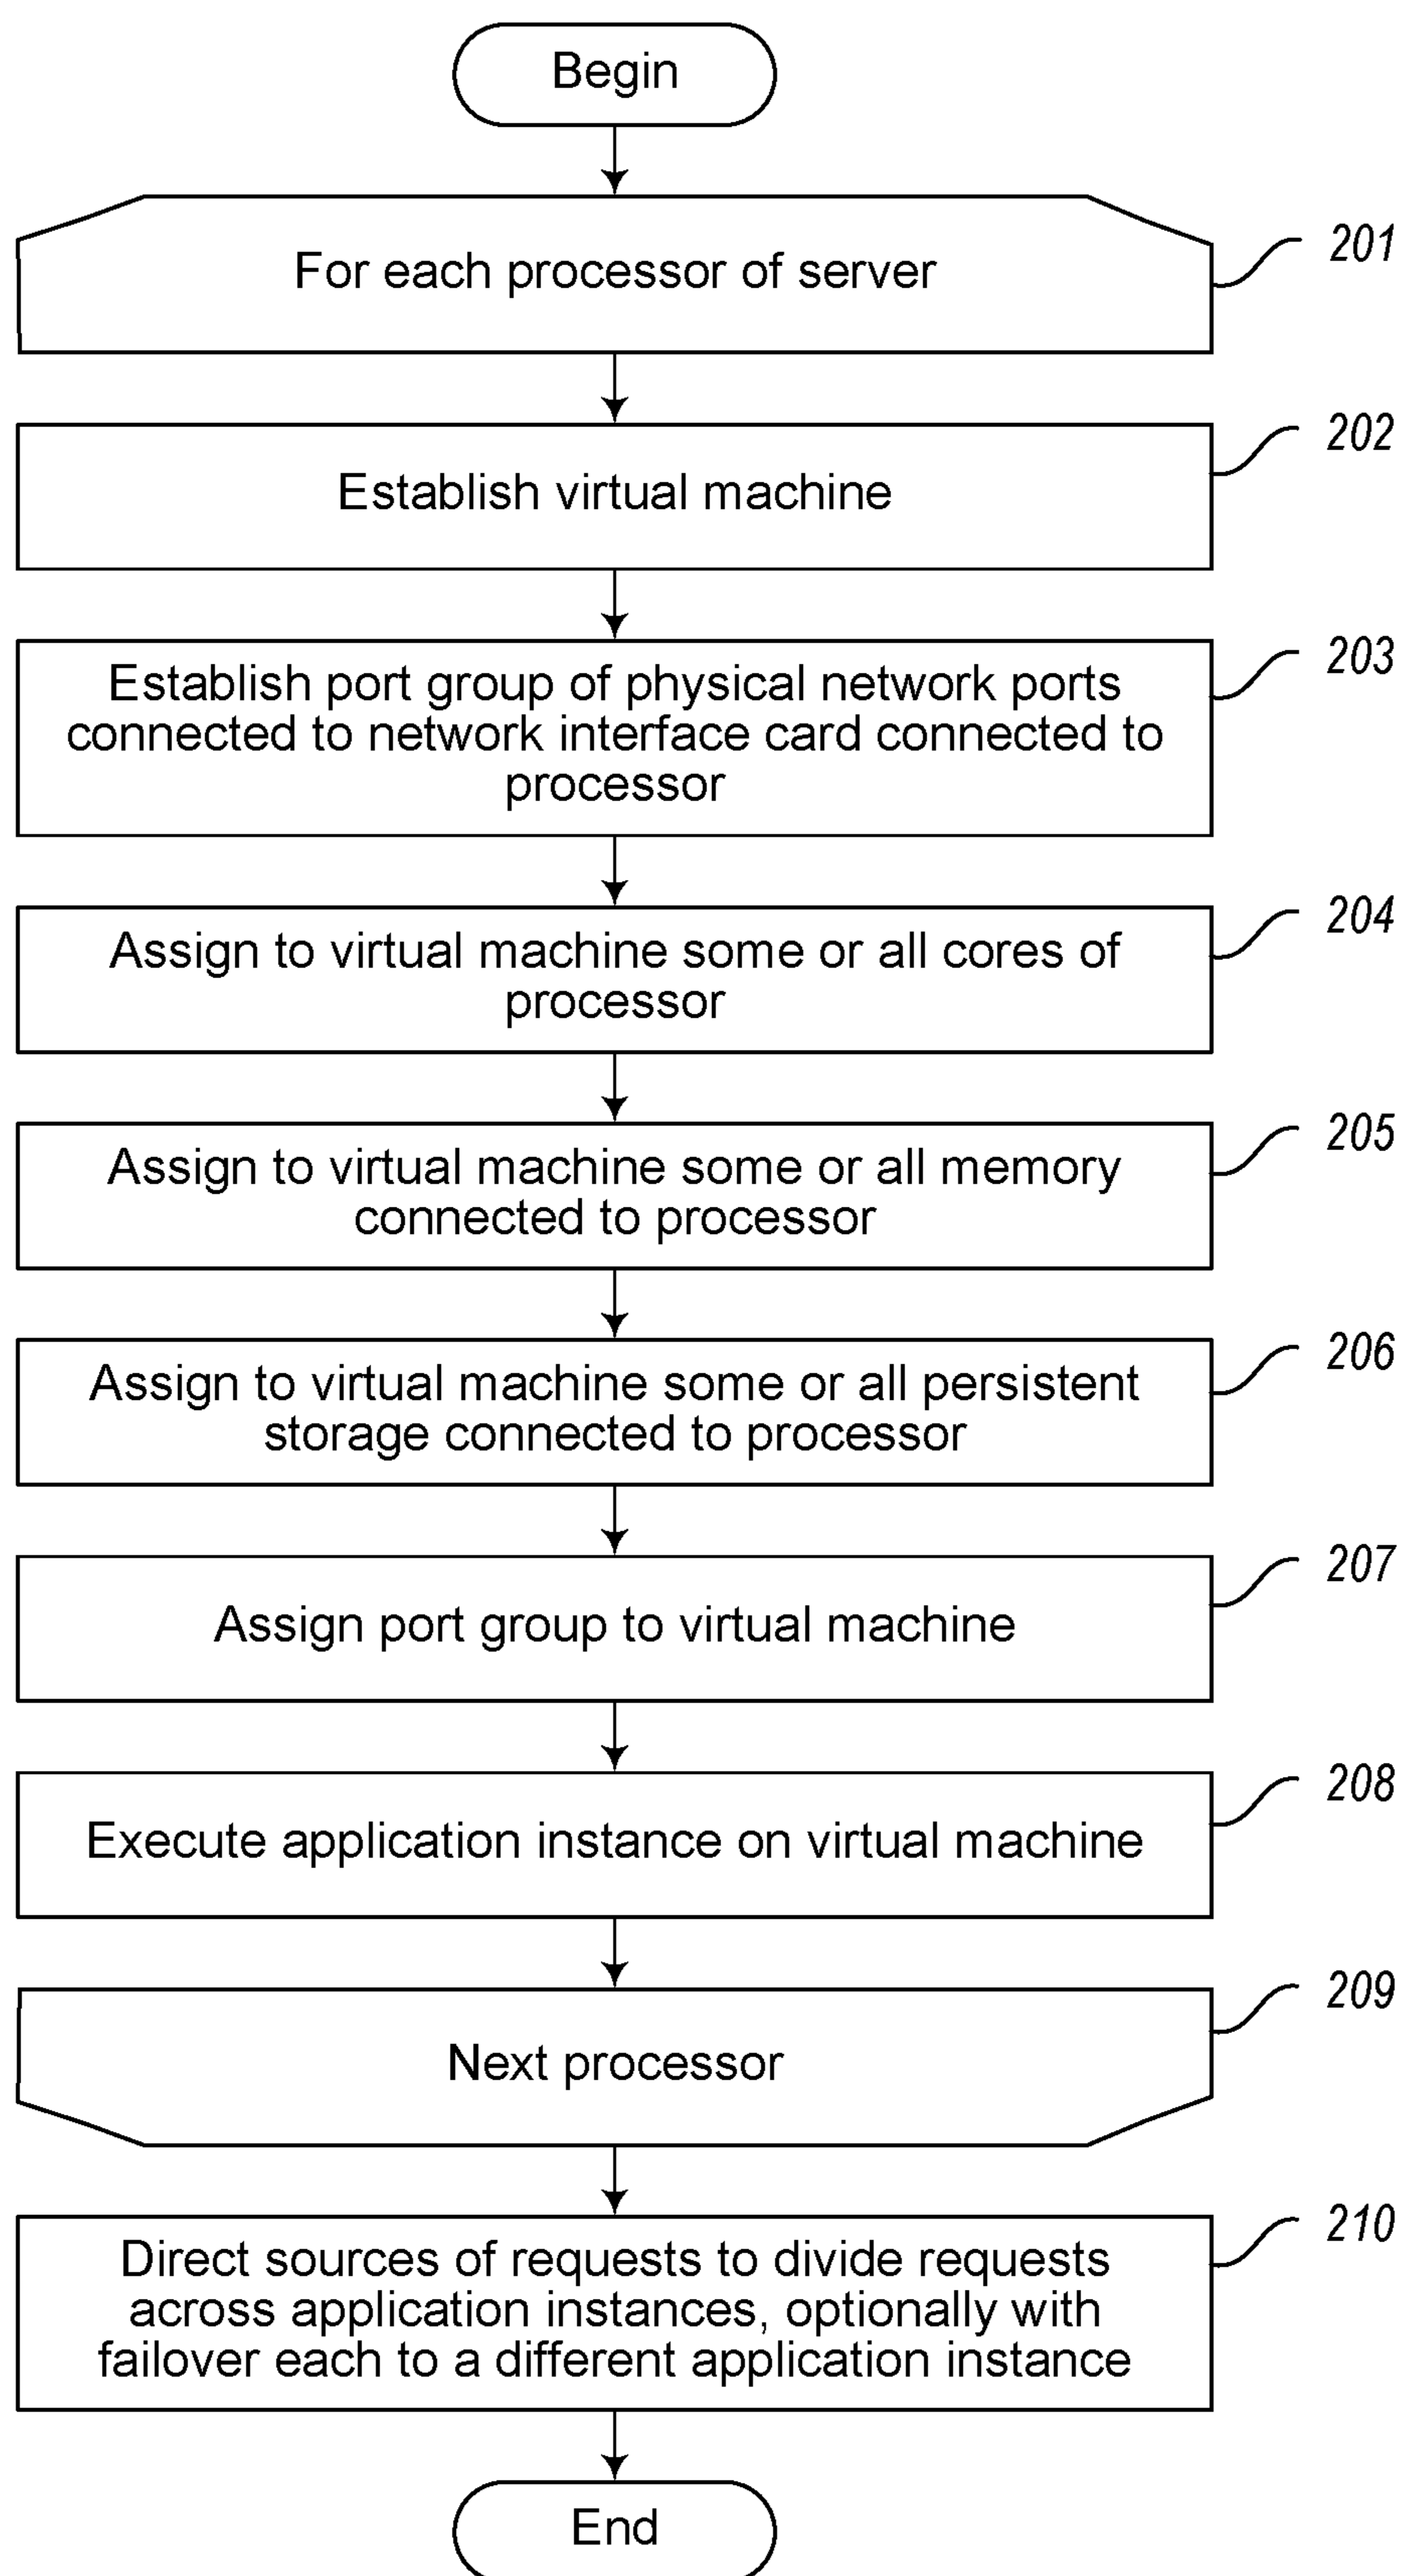 Begin
For each processor of server
201
Establish virtual machine
202
Establish port group of physical network ports
connected to network interface card connected to
processor
203
Assign to virtual machine some or all cores of
processor
204
Assign to virtual machine some or all memory
connected to processor
205
Assign to virtual machine some or all persistent
storage connected to processor
206
Assign port group to virtual machine
207
Execute application instance on virtual machine
208
Next processor
209
Direct sources of requests to divide requests
across application instances, optionally with
failover each to a different application instance
210
End